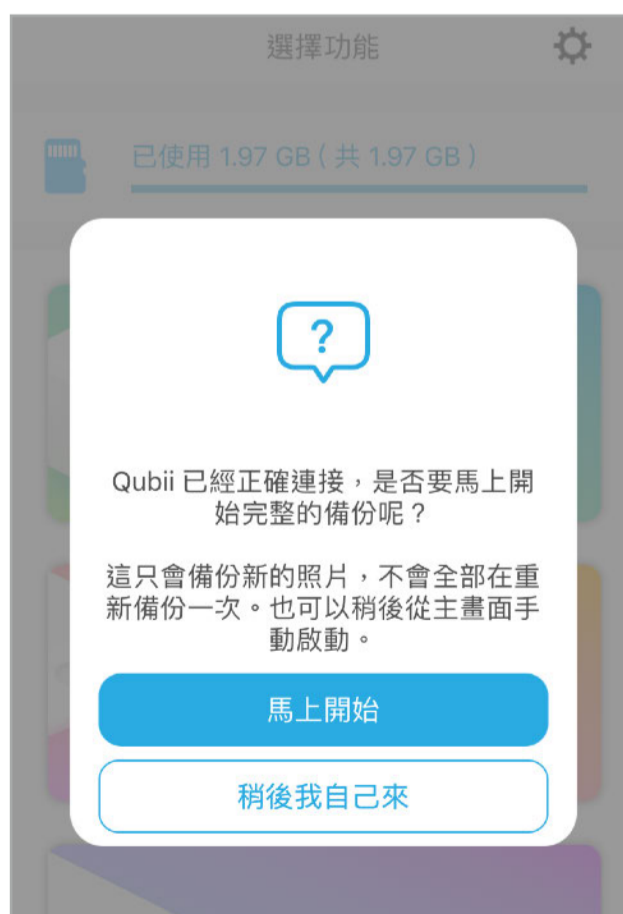 選擇功能
已使用 1.97 GB ( 共 1.97 GB )
?
Qubii 已經正確連接，是否要馬上開
始完整的備份呢？
這只會備份新的照片，不會全部在重
新備份一次。也可以稍後從主畫面手
動啟動。
馬上開始
稍後我自己來